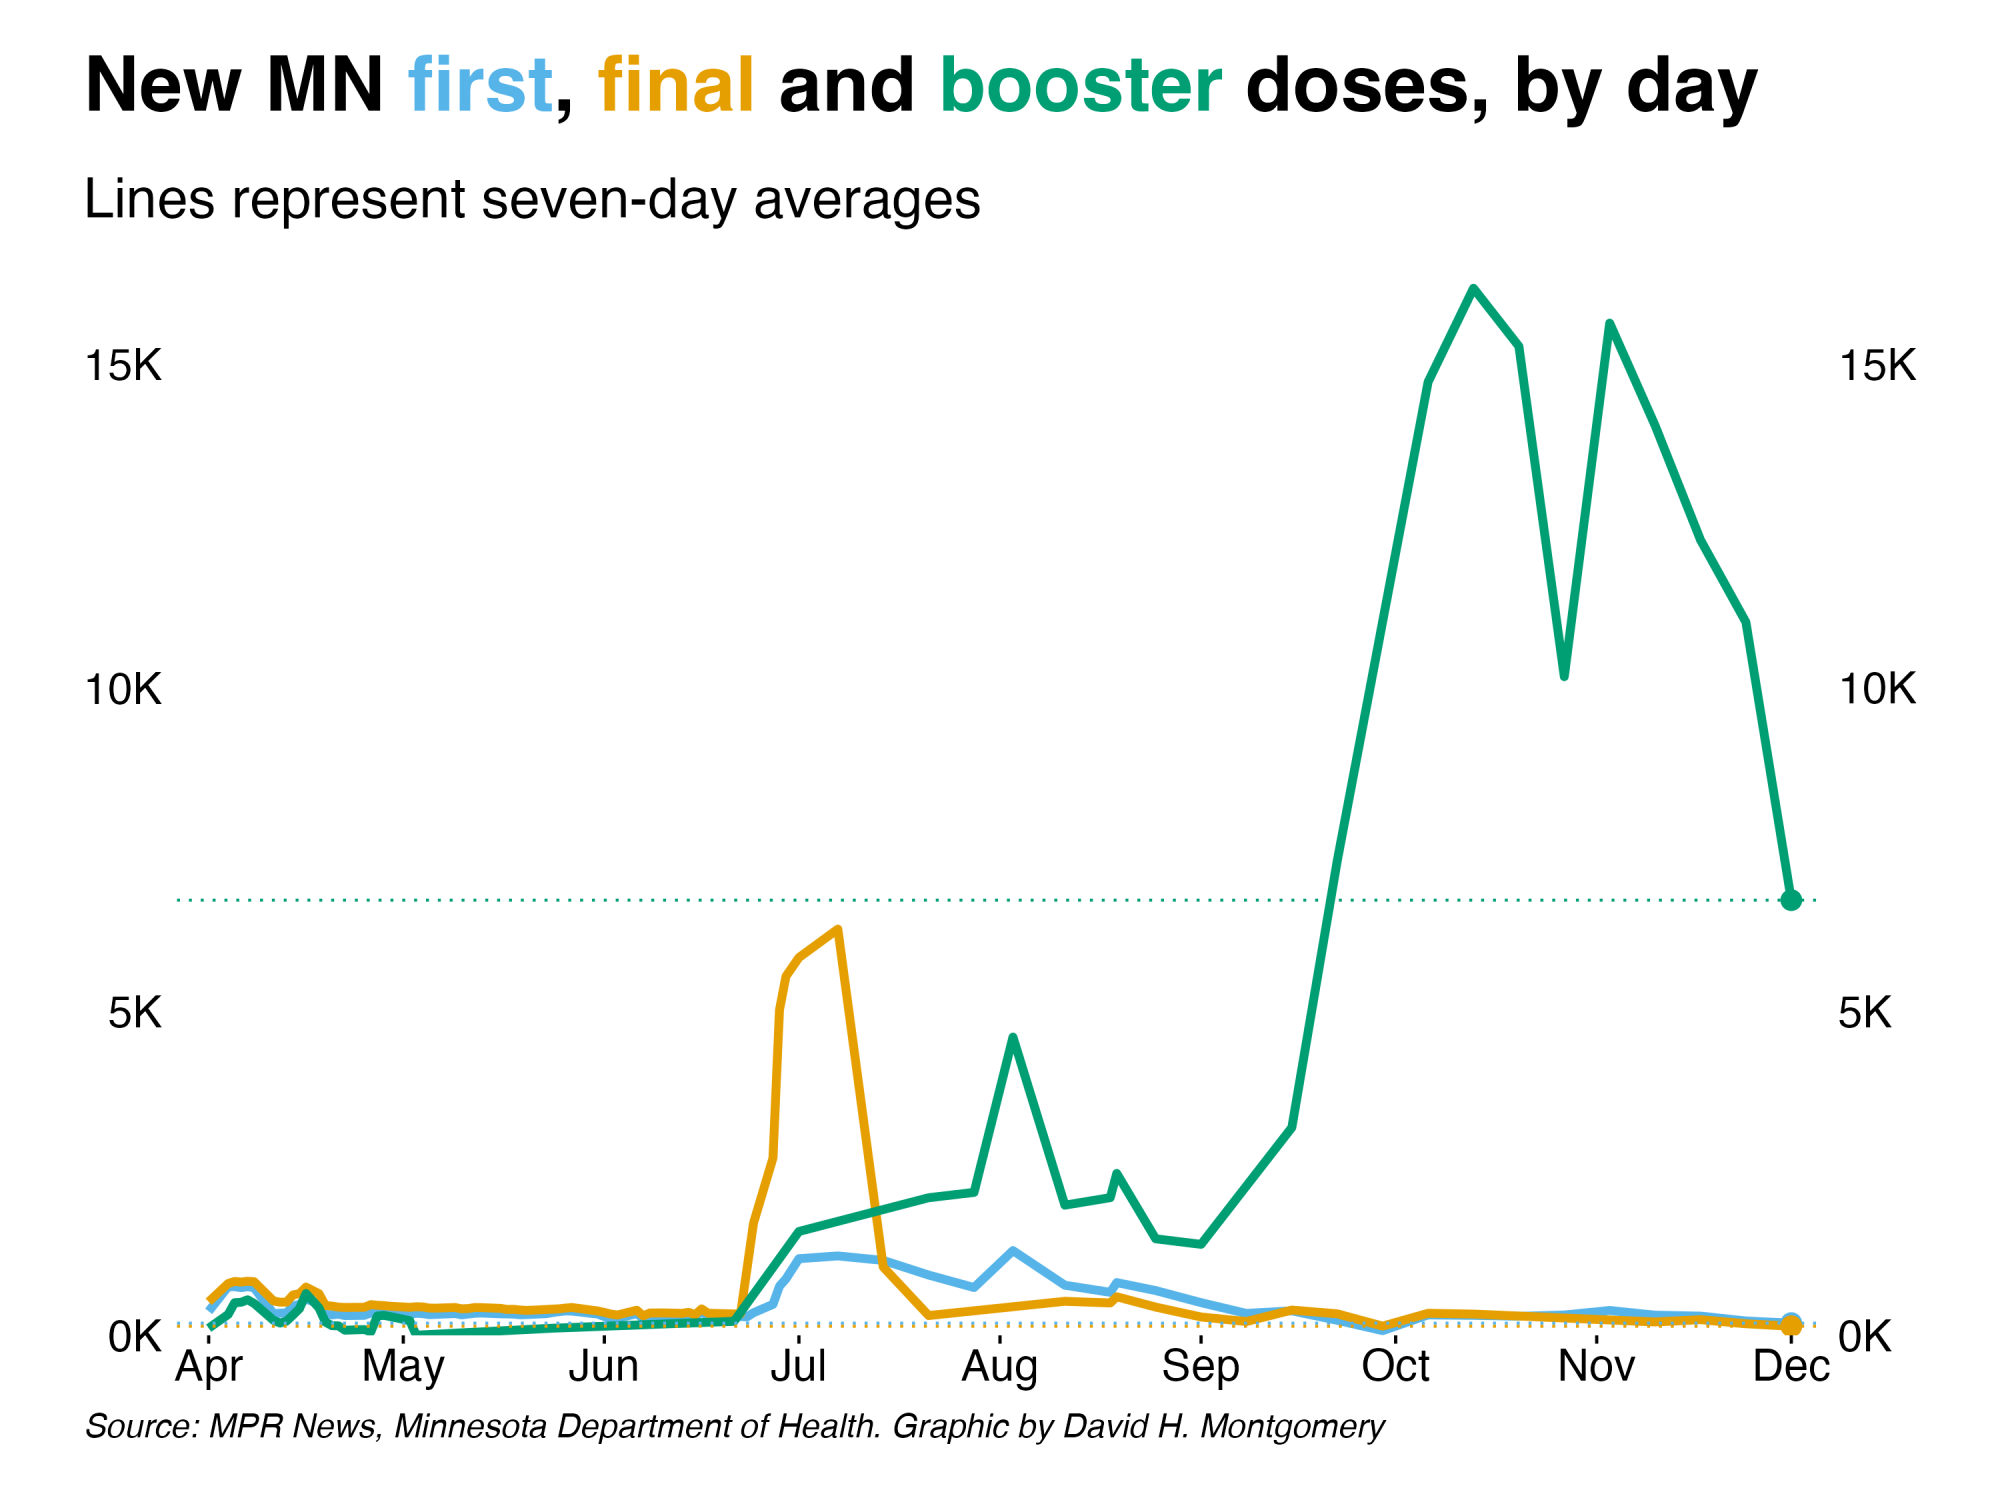 New MN first, final and booster doses, by day
Lines represent seven-day averages
15K 15K
10K 10K
5K 5K
0K 0K
Apr May Jun Jul Aug Sep Oct Nov Dec
Source: MPR News, Minnesota Department of Health. Graphic by David H. Montgomery